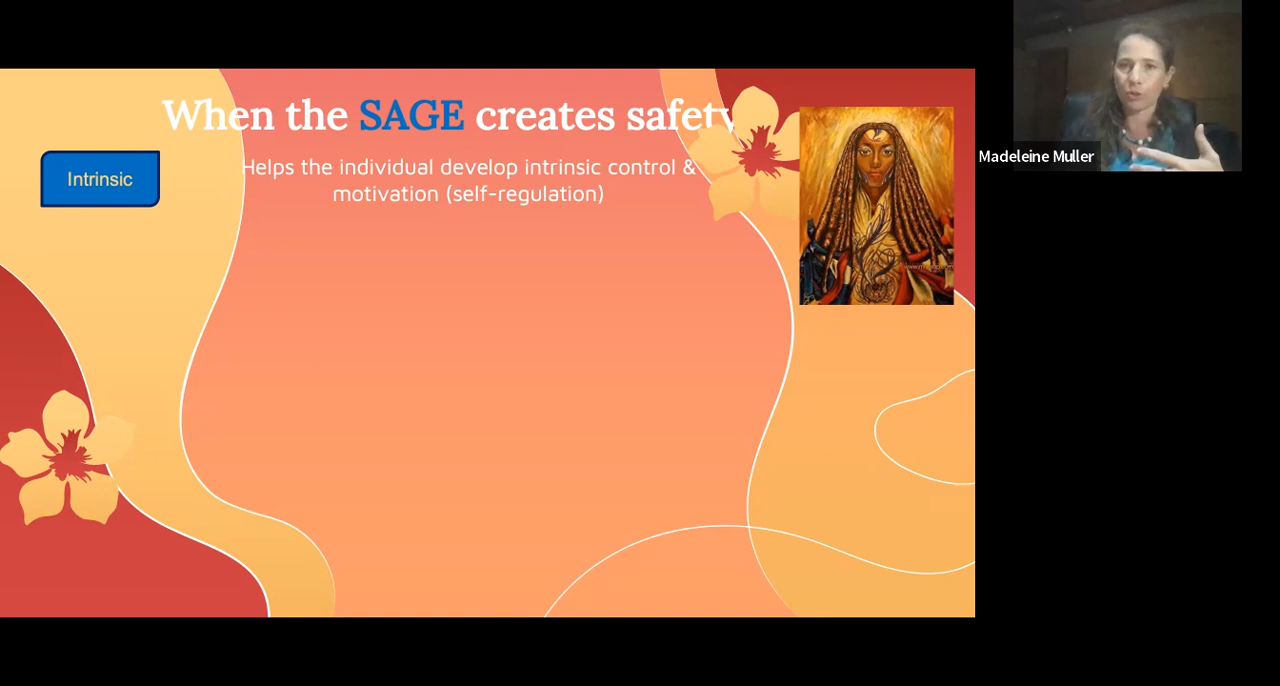 When the SAGE creates safety
Intrinsic
Helps the individual develop intrinsic control &
motivation (self-regulation)
Madeleine Muller